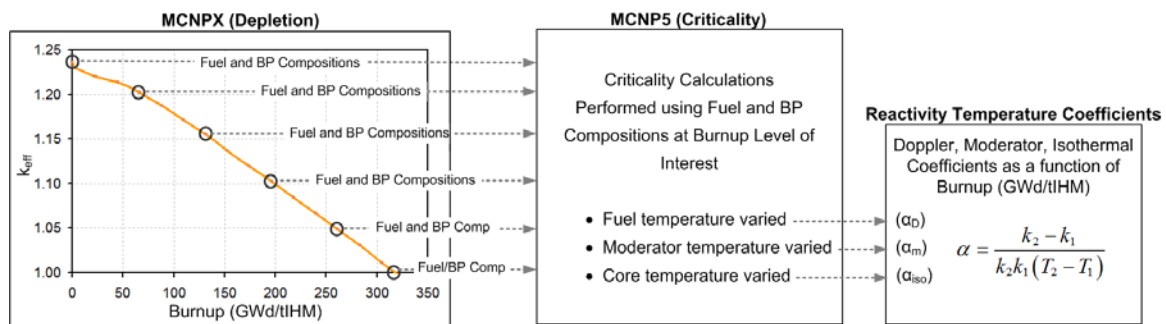 MCNPX (Depletion)
1.25
1.20
1.15
1.10
1.05
1.00
keff
0 50 100 150 200 250 300 350
Burnup (GWd/tIHM)
Fuel and BP Compositions
Fuel and BP Compositions
Fuel and BP Compositions
Fuel and BP Compositions
Fuel and BP Comp
Fuel/BP Comp
MCNP5 (Criticality)
Criticality Calculations
Performed using Fuel and BP
Compositions at Burnup Level of
Interest
• Fuel temperature varied
• Moderator temperature varied
• Core temperature varied
Reactivity Temperature Coefficients
Doppler, Moderator, Isothermal
Coefficients as a function of
Burnup (GWd/tIHM)
(αD)
(αm)
(αiso)
α = (k2 − k1) / (k2k1(T2 − T1))